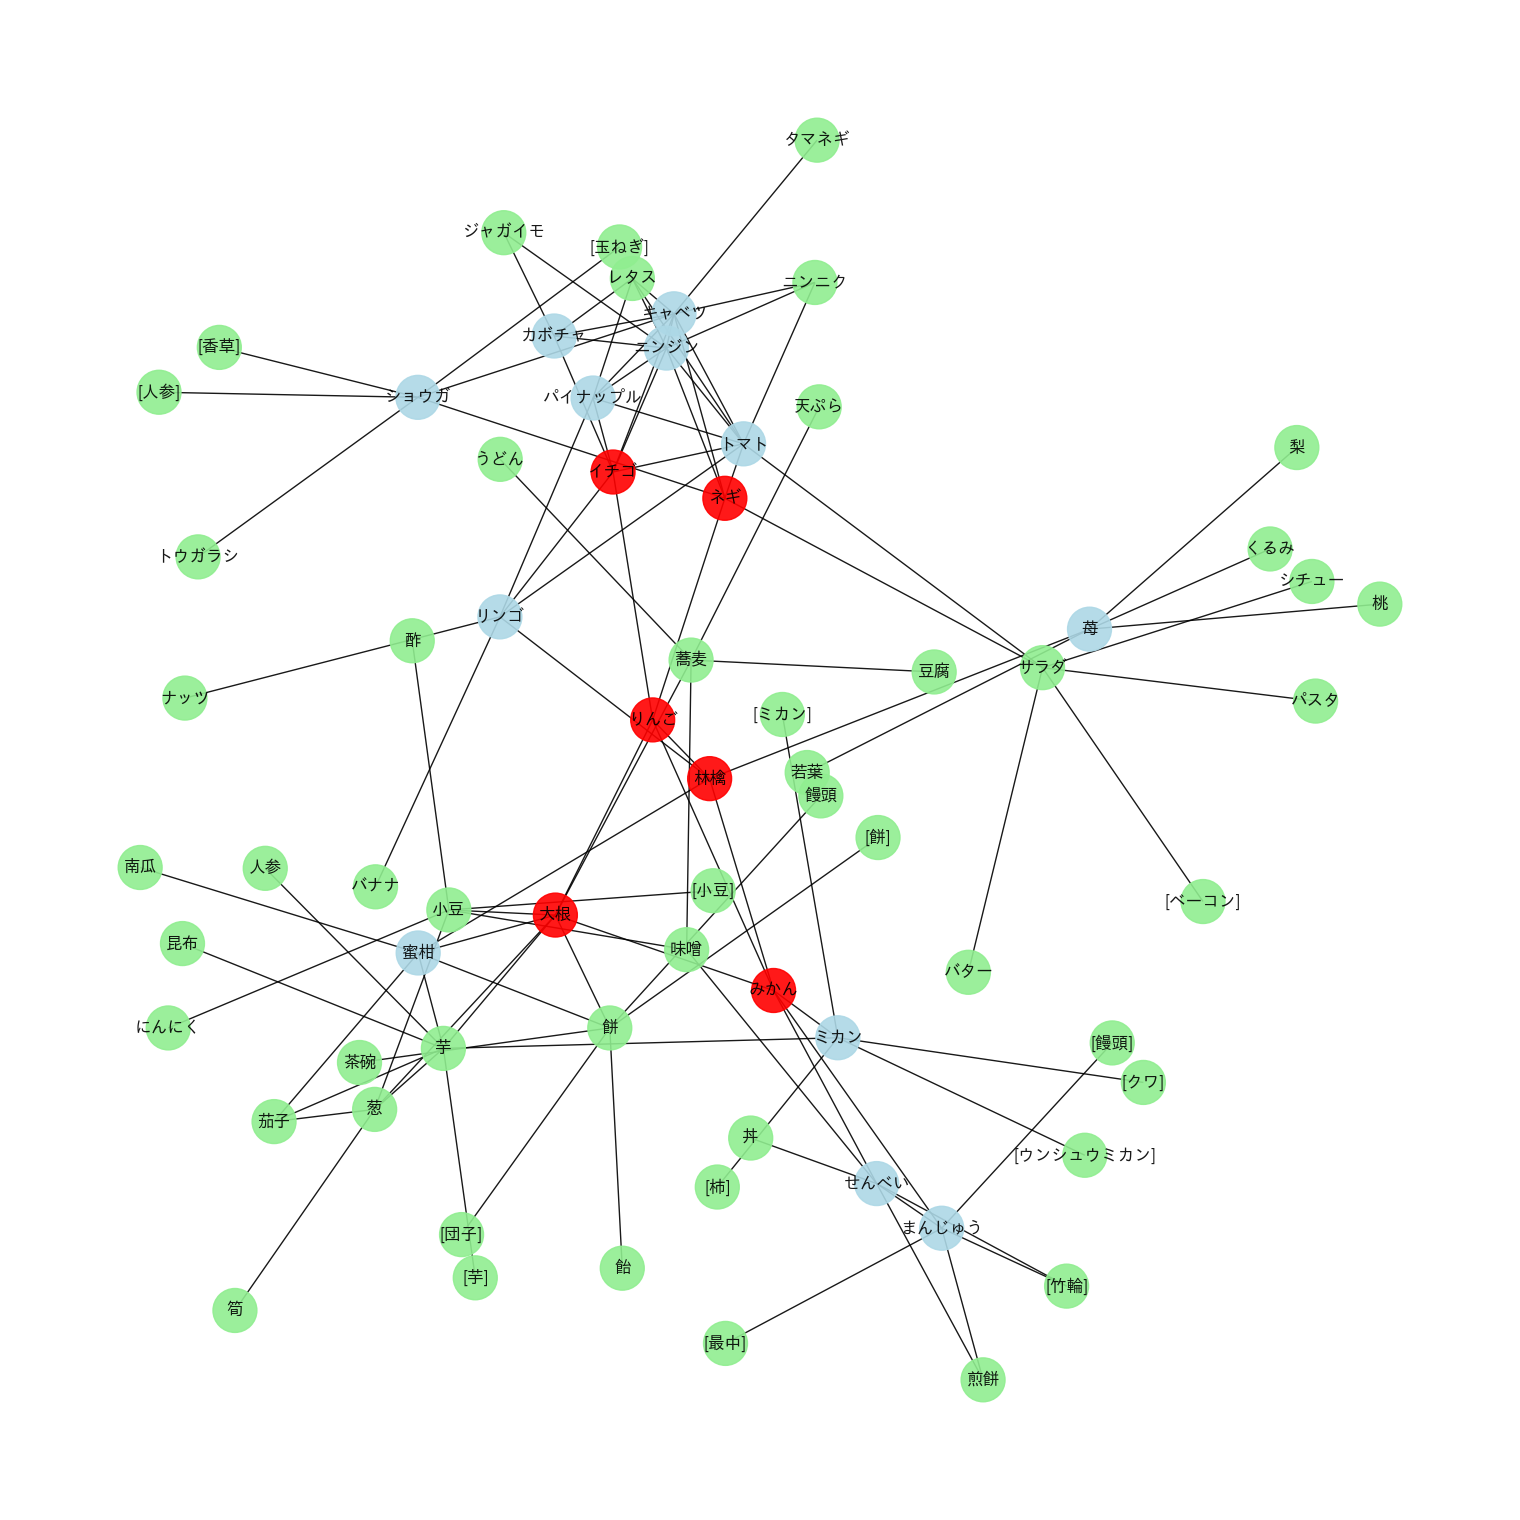 タマネギ
ジャガイモ
[玉ねぎ]
レタス
ニンニク
キャベツ
カボチャ
ニンジン
[香草]
[人参]
ショウガ
パイナップル
天ぷら
トマト
梨
うどん
イチゴ
ネギ
トウガラシ
くるみ
シチュー
桃
リンゴ
苺
酢
蕎麦
サラダ
豆腐
ナッツ
パスタ
[ミカン]
りんご
林檎
若葉
饅頭
[餅]
南瓜
人参
バナナ
[小豆]
[ベーコン]
小豆
大根
昆布
蜜柑
味噌
バター
みかん
にんにく
餅
ミカン
[饅頭]
芋
茶碗
[クワ]
茄子
葱
丼
[ウンシュウミカン]
[柿]
せんべい
まんじゅう
[団子]
飴
[芋]
[竹輪]
筍
[最中]
煎餅